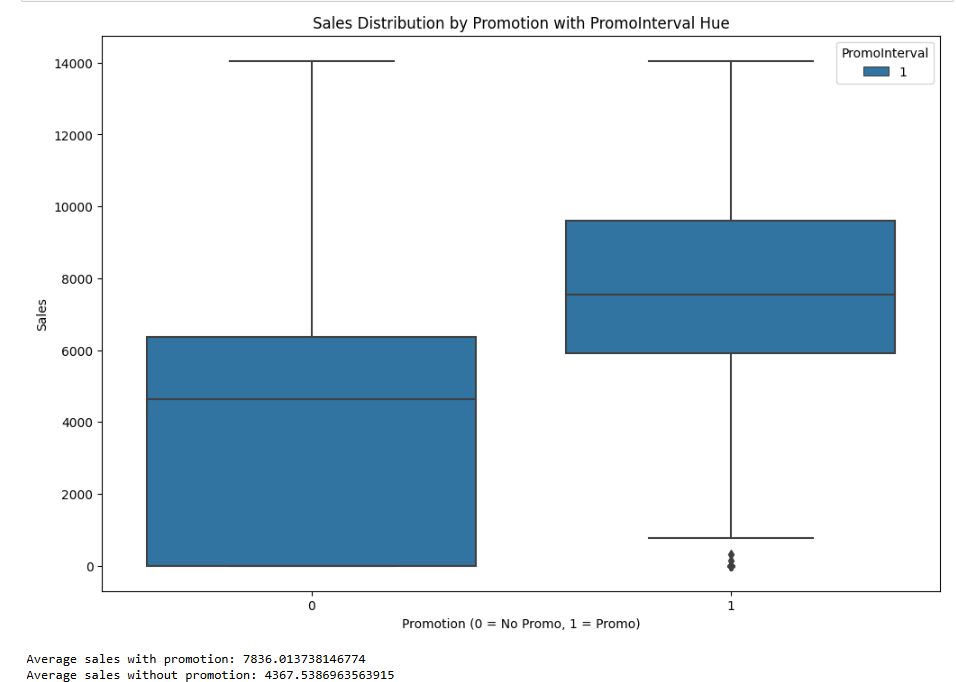 Sales Distribution by Promotion with PromoInterval Hue
PromoInterval
1
14000
12000
10000
8000
6000
4000
2000
0
Sales
0
1
Promotion (0 = No Promo, 1 = Promo)
Average sales with promotion: 7836.013738146774
Average sales without promotion: 4367.5386963563915